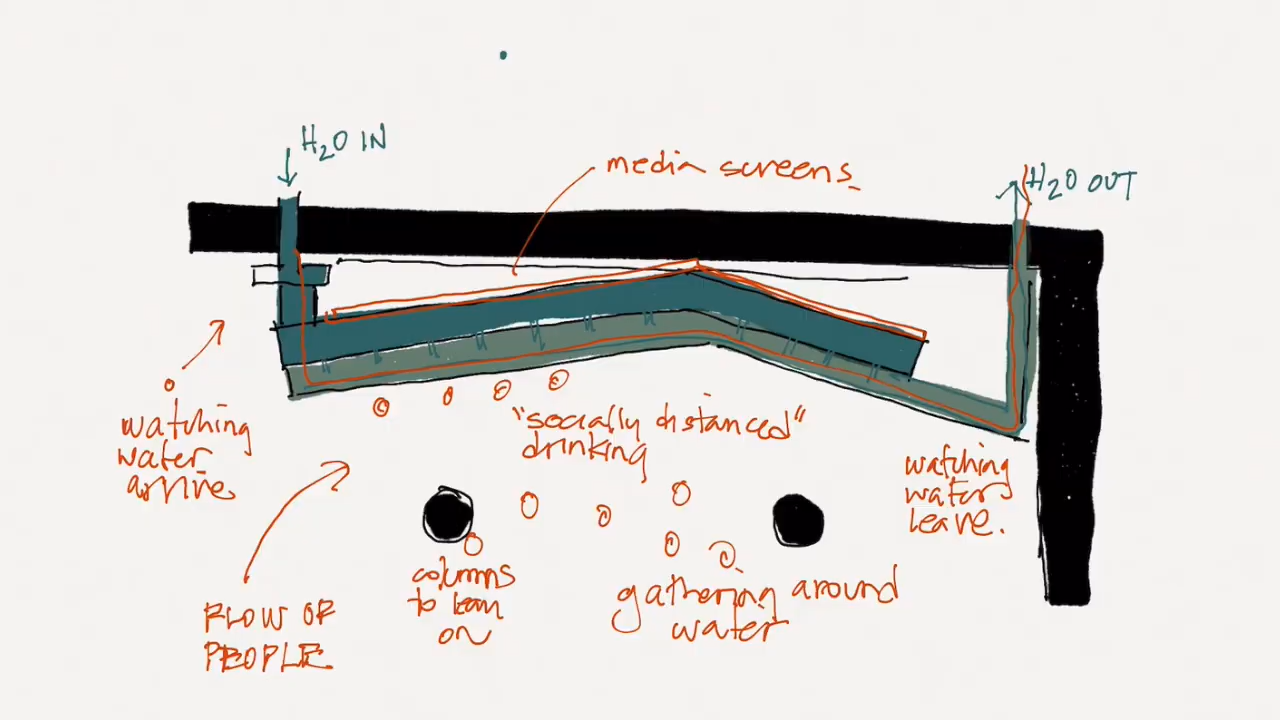 H2O IN
media screens
H2O OUT
watching
water
arrive
"socially distanced"
drinking
watching
water
leave.
columns
to lean
on
gathering around
water
FLOW OF
PEOPLE